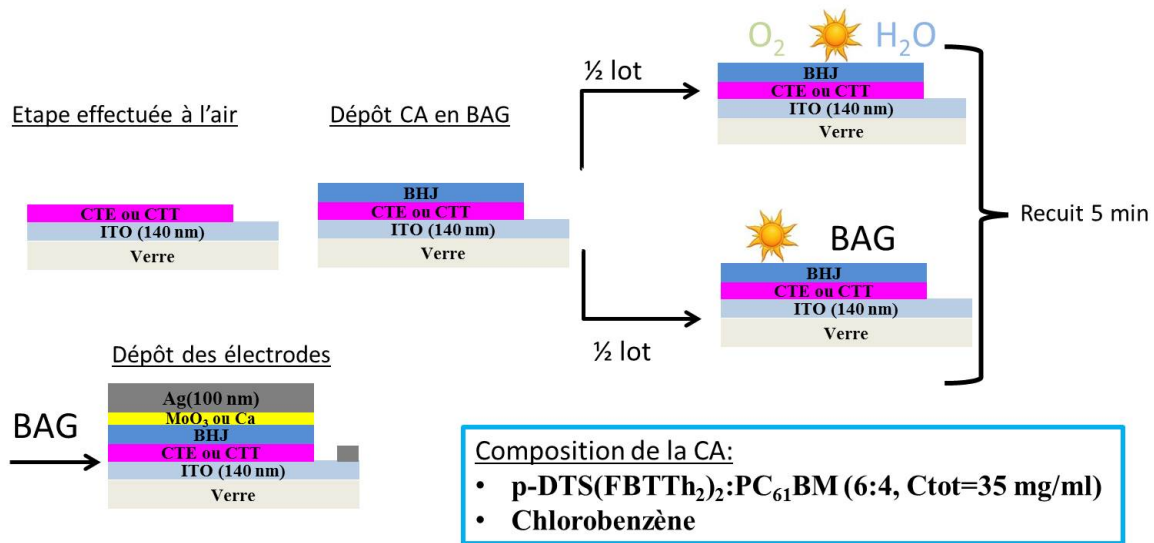 Etape effectuée à l'air
CTE ou CTT
ITO (140 nm)
Verre
Dépôt CA en BAG
BHJ
CTE ou CTT
ITO (140 nm)
Verre
½ lot
O2 H2O
BHJ
CTE ou CTT
ITO (140 nm)
Verre
½ lot
BAG
BHJ
CTE ou CTT
ITO (140 nm)
Verre
Recuit 5 min
BAG
Dépôt des électrodes
Ag(100 nm)
MoO3 ou Ca
BHJ
CTE ou CTT
ITO (140 nm)
Verre
Composition de la CA:
• p-DTS(FBTTh2)2:PC61BM (6:4, Ctot=35 mg/ml)
• Chlorobenzène